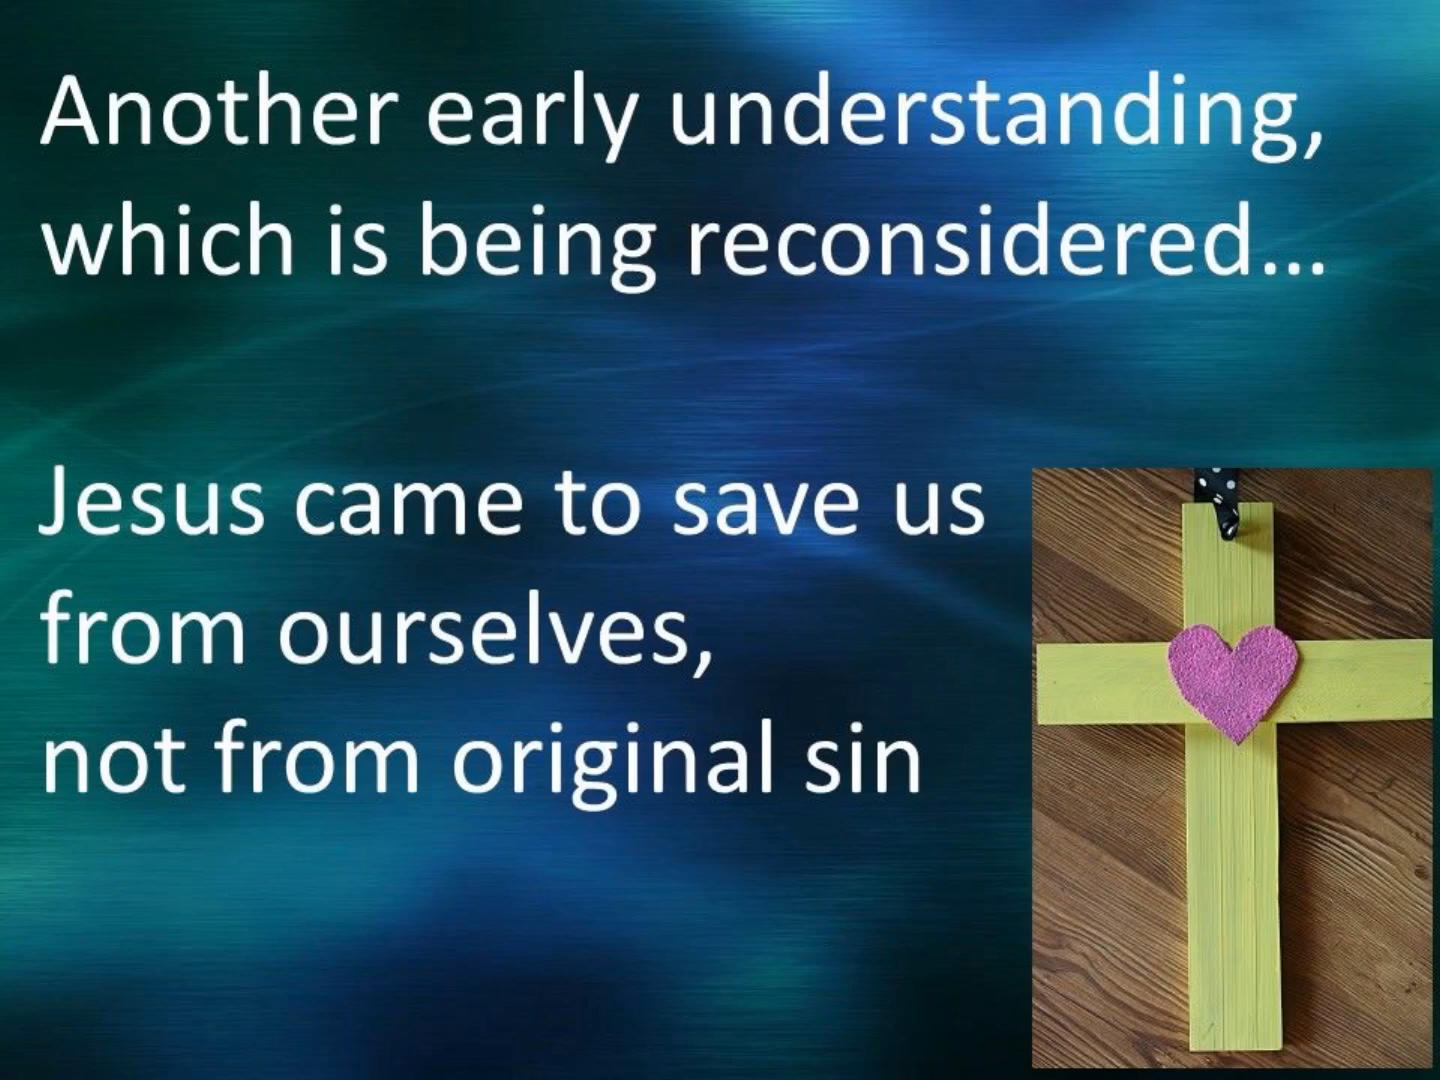 Another early understanding,
which is being reconsidered...
Jesus came to save us
from ourselves,
not from original sin